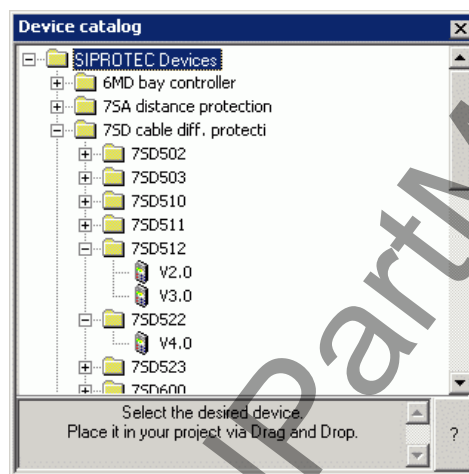 Device catalog
SIPROTEC Devices
6MD bay controller
7SA distance protection
7SD cable diff. protecti
7SD502
7SD503
7SD510
7SD511
7SD512
V2.0
V3.0
7SD522
V4.0
7SD523
7SD600
Select the desired device.
Place it in your project via Drag and Drop.
?